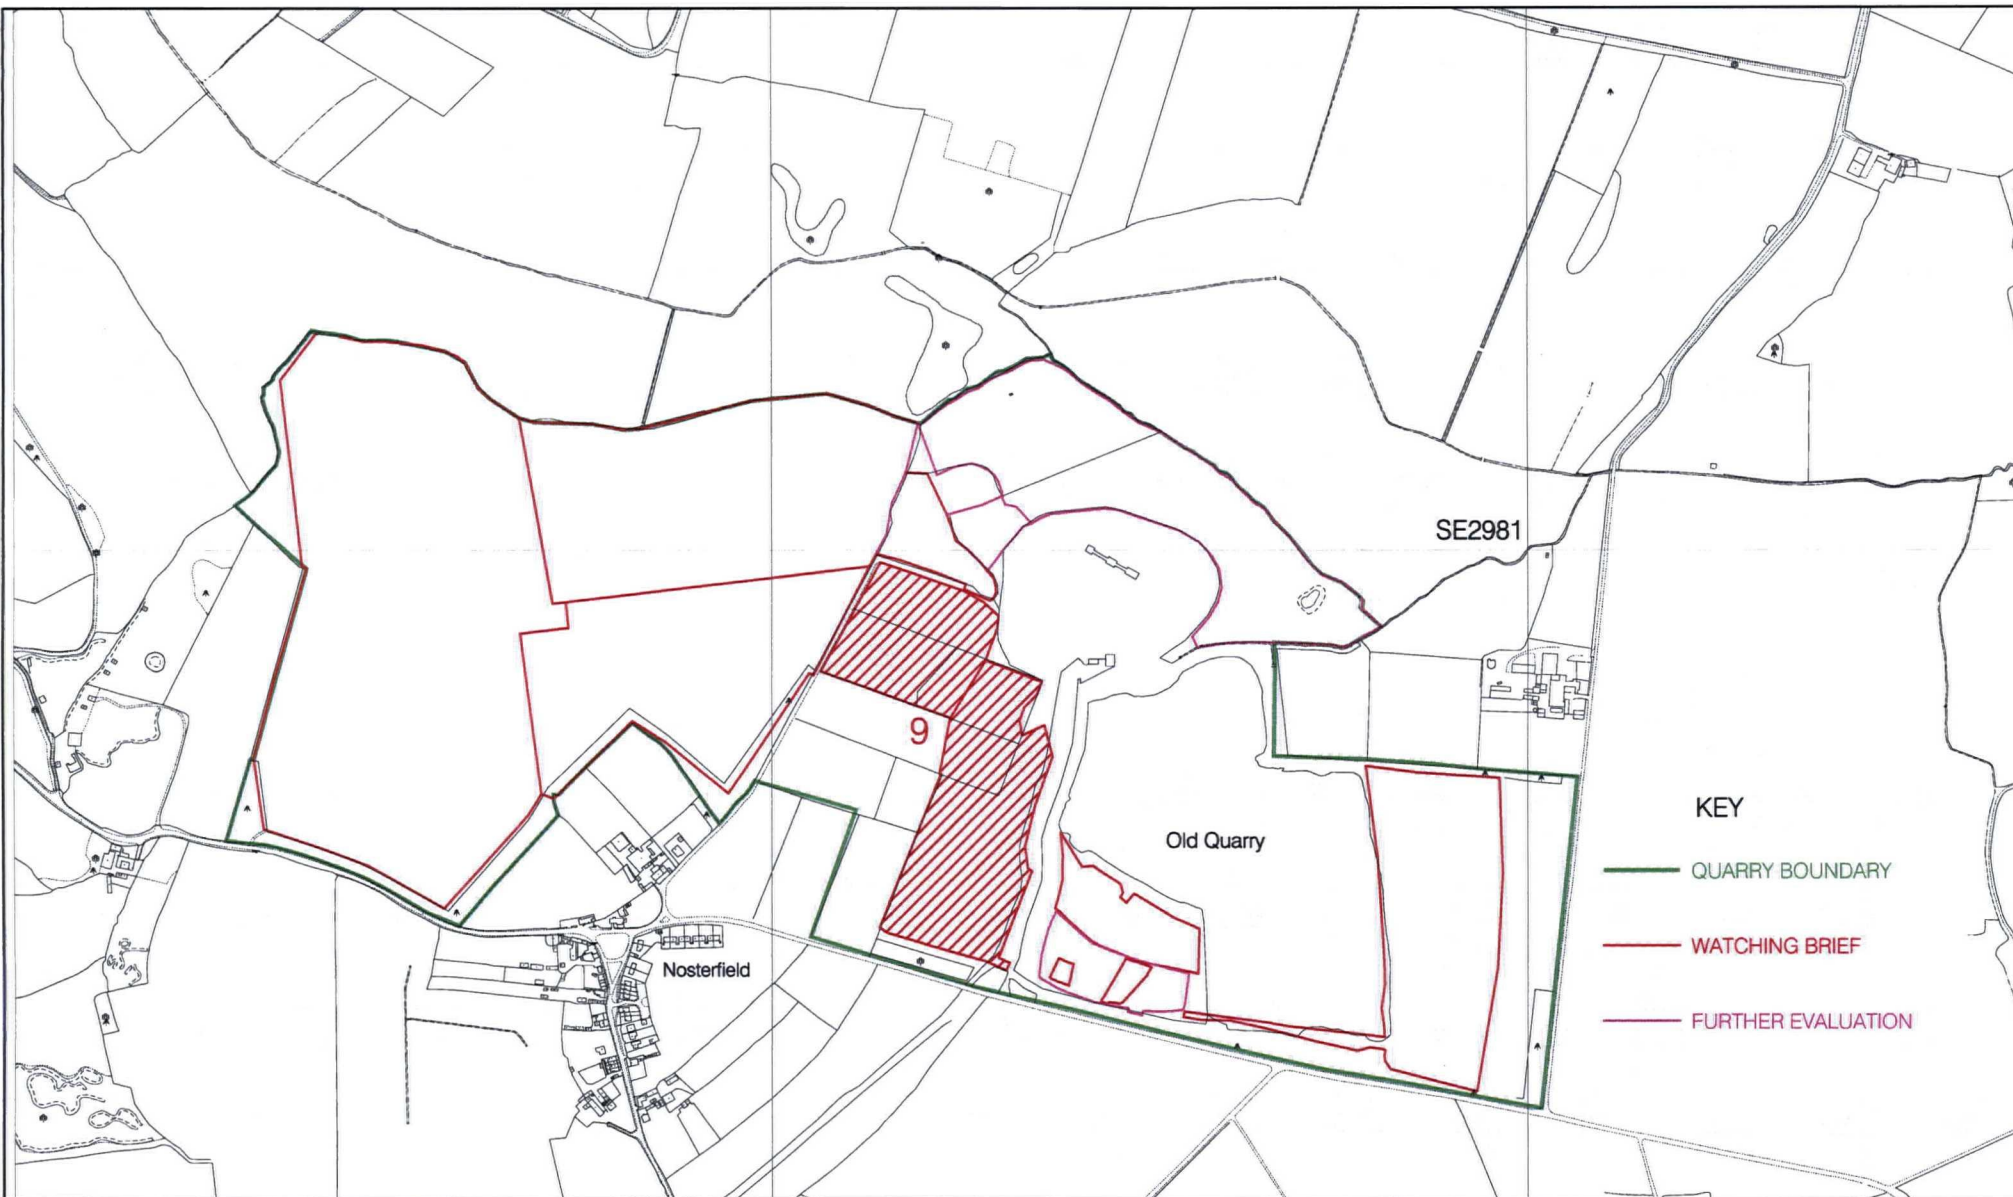 SE2981
9
KEY
Old Quarry
QUARRY BOUNDARY
WATCHING BRIEF
Nosterfield
FURTHER EVALUATION